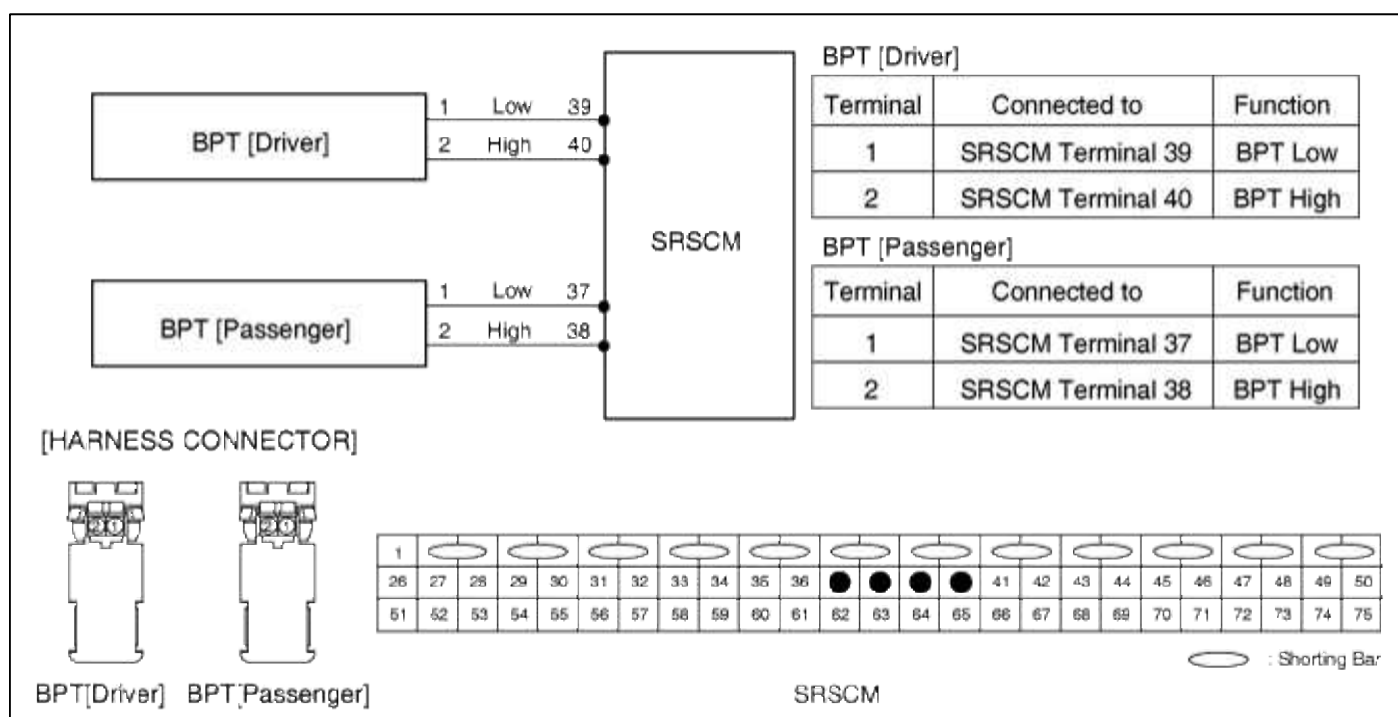 BPT [Driver]
1 Low 39
2 High 40
BPT [Passenger]
1 Low 37
2 High 38
SRSCM
BPT [Driver]
Terminal Connected to Function
1 SRSCM Terminal 39 BPT Low
2 SRSCM Terminal 40 BPT High
BPT [Passenger]
Terminal Connected to Function
1 SRSCM Terminal 37 BPT Low
2 SRSCM Terminal 38 BPT High
[HARNESS CONNECTOR]
2 1
2 1
BPT[Driver] BPT[Passenger]
1
26 27 28 29 30 31 32 33 34 35 36 41 42 43 44 45 46 47 48 49 50
51 52 53 54 55 56 57 58 59 60 61 62 63 64 65 66 67 68 69 70 71 72 73 74 75
: Shorting Bar
SRSCM